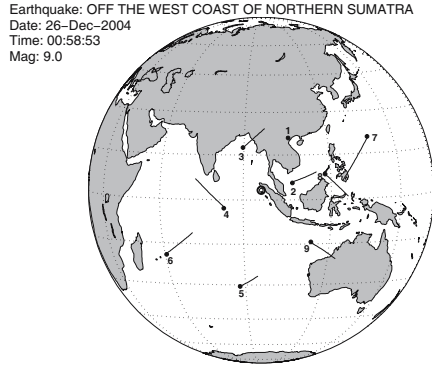 Earthquake: OFF THE WEST COAST OF NORTHERN SUMATRA
Date: 26−Dec−2004
Time: 00:58:53
Mag: 9.0
1
7
3
8
2
4
9
6
5